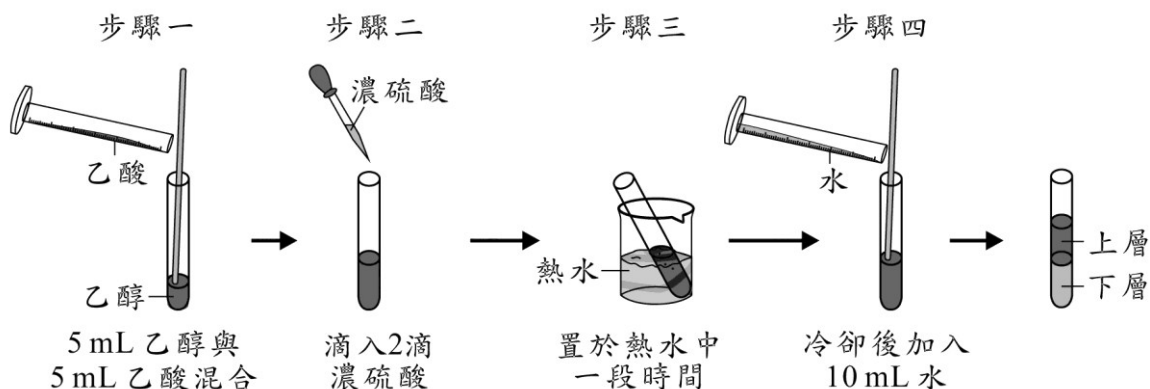 步驟一
步驟二
步驟三
步驟四
乙酸
濃硫酸
水
乙醇
熱水
上層
下層
5 mL 乙醇與
5 mL 乙酸混合
滴入2滴
濃硫酸
置於熱水中
一段時間
冷卻後加入
10 mL 水